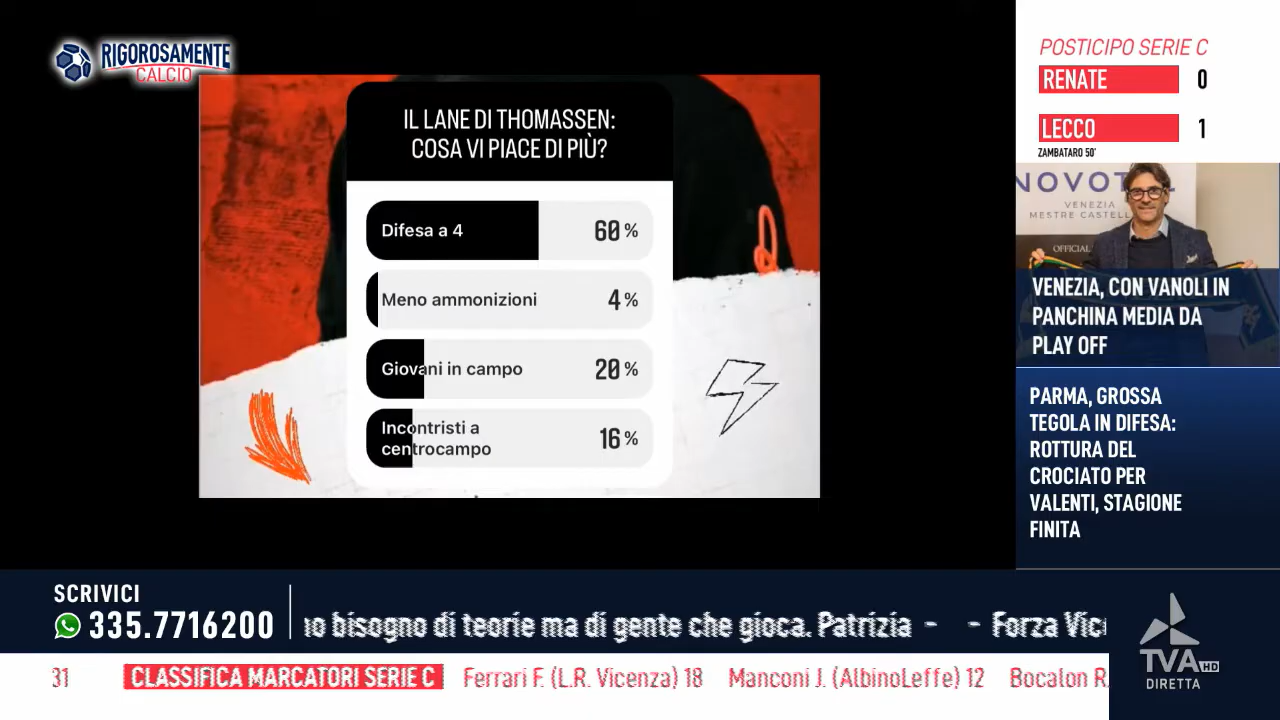 RIGOROSAMENTE
CALCIO
IL LANE DI THOMASSEN:
COSA VI PIACE DI PIÙ?
Difesa a 4 60%
Meno ammonizioni 4%
Giovani in campo 20%
Incontristi a
centrocampo 16%
POSTICIPO SERIE C
RENATE 0
LECCO 1
ZAMBATARO 50'
VENEZIA
MESTRE CASTELL
OFFICIAL
VENEZIA, CON VANOLI IN
PANCHINA MEDIA DA
PLAY OFF
PARMA, GROSSA
TEGOLA IN DIFESA:
ROTTURA DEL
CROCIATO PER
VALENTI, STAGIONE
FINITA
SCRIVICI
335.7716200
bisogno di teorie ma di gente che gioca. Patrizia - - Forza
31 CLASSIFICA MARCATORI SERIE C Ferrari F. (L.R. Vicenza) 18 Manconi J. (AlbinoLeffe) 12 Bocalon R.
TVA HD
DIRETTA